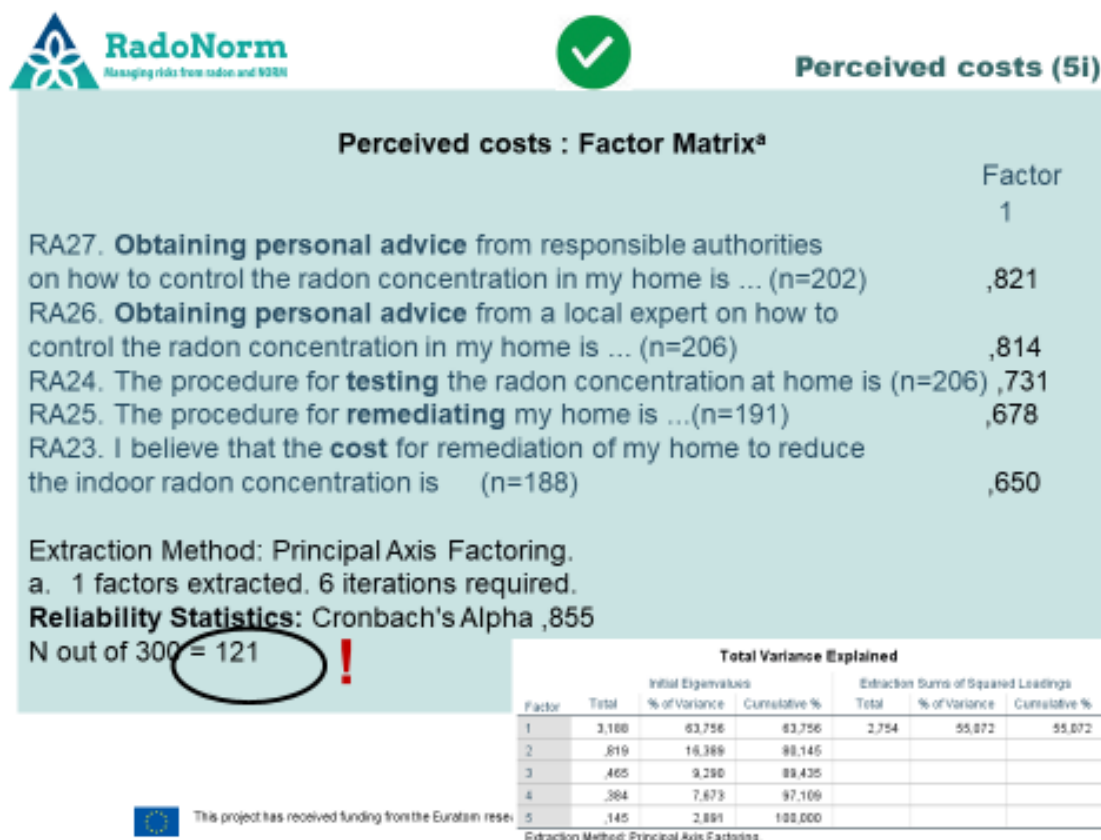 RadoNorm
Managing risks from radon and NORM
Perceived costs (5i)
Perceived costs : Factor Matrixᵃ
Factor
1
RA27. Obtaining personal advice from responsible authorities
on how to control the radon concentration in my home is ... (n=202) ,821
RA26. Obtaining personal advice from a local expert on how to
control the radon concentration in my home is ... (n=206) ,814
RA24. The procedure for testing the radon concentration at home is (n=206) ,731
RA25. The procedure for remediating my home is ...(n=191) ,678
RA23. I believe that the cost for remediation of my home to reduce
the indoor radon concentration is (n=188) ,650
Extraction Method: Principal Axis Factoring.
a. 1 factors extracted. 6 iterations required.
Reliability Statistics: Cronbach's Alpha ,855
N out of 300 = 121 !
Total Variance Explained
Initial Eigenvalues Extraction Sums of Squared Loadings
Factor Total % of Variance Cumulative % Total % of Variance Cumulative %
1 3,188 63,756 63,756 2,754 55,072 55,072
2 ,819 16,389 80,145
3 ,465 9,290 89,435
4 ,384 7,673 97,109
5 ,145 2,891 100,000
Extraction Method: Principal Axis Factoring.
This project has received funding from the Euratom rese